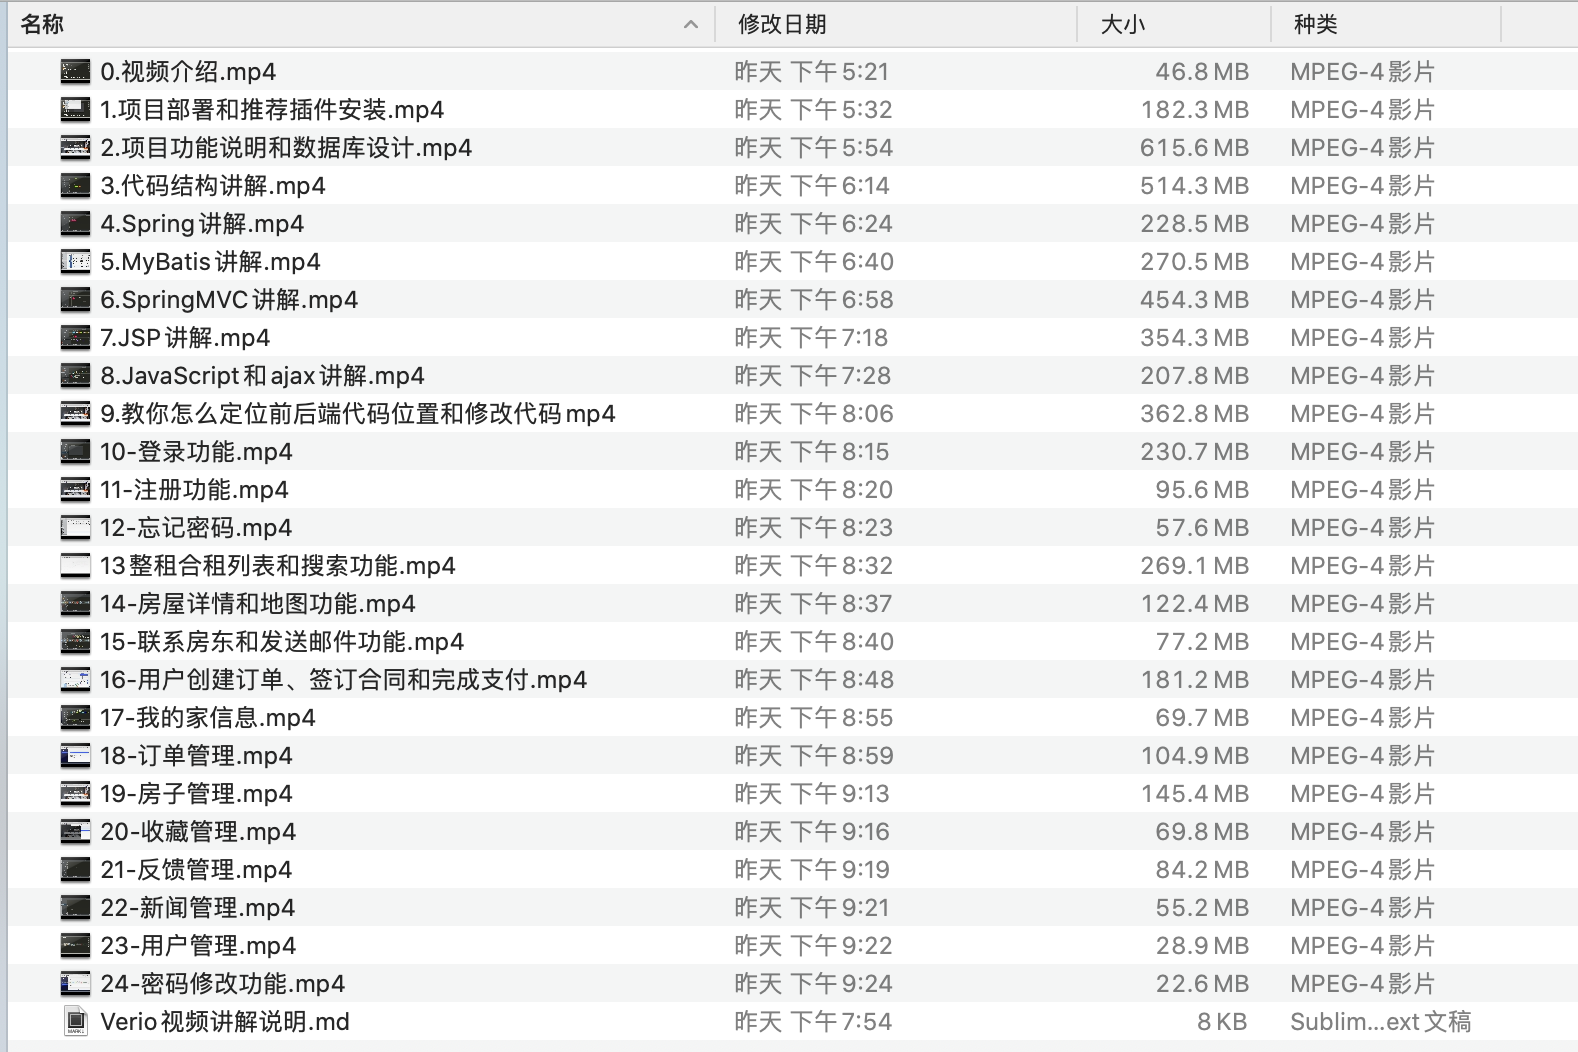 名称 修改日期 大小 种类
0.视频介绍.mp4 昨天 下午5:21 46.8 MB MPEG-4影片
1.项目部署和推荐插件安装.mp4 昨天 下午5:32 182.3 MB MPEG-4影片
2.项目功能说明和数据库设计.mp4 昨天 下午5:54 615.6 MB MPEG-4影片
3.代码结构讲解.mp4 昨天 下午6:14 514.3 MB MPEG-4影片
4.Spring讲解.mp4 昨天 下午6:24 228.5 MB MPEG-4影片
5.MyBatis讲解.mp4 昨天 下午6:40 270.5 MB MPEG-4影片
6.SpringMVC讲解.mp4 昨天 下午6:58 454.3 MB MPEG-4影片
7.JSP讲解.mp4 昨天 下午7:18 354.3 MB MPEG-4影片
8.JavaScript和ajax讲解.mp4 昨天 下午7:28 207.8 MB MPEG-4影片
9.教你怎么定位前后端代码位置和修改代码mp4 昨天 下午8:06 362.8 MB MPEG-4影片
10-登录功能.mp4 昨天 下午8:15 230.7 MB MPEG-4影片
11-注册功能.mp4 昨天 下午8:20 95.6 MB MPEG-4影片
12-忘记密码.mp4 昨天 下午8:23 57.6 MB MPEG-4影片
13整租合租列表和搜索功能.mp4 昨天 下午8:32 269.1 MB MPEG-4影片
14-房屋详情和地图功能.mp4 昨天 下午8:37 122.4 MB MPEG-4影片
15-联系房东和发送邮件功能.mp4 昨天 下午8:40 77.2 MB MPEG-4影片
16-用户创建订单、签订合同和完成支付.mp4 昨天 下午8:48 181.2 MB MPEG-4影片
17-我的家信息.mp4 昨天 下午8:55 69.7 MB MPEG-4影片
18-订单管理.mp4 昨天 下午8:59 104.9 MB MPEG-4影片
19-房子管理.mp4 昨天 下午9:13 145.4 MB MPEG-4影片
20-收藏管理.mp4 昨天 下午9:16 69.8 MB MPEG-4影片
21-反馈管理.mp4 昨天 下午9:19 84.2 MB MPEG-4影片
22-新闻管理.mp4 昨天 下午9:21 55.2 MB MPEG-4影片
23-用户管理.mp4 昨天 下午9:22 28.9 MB MPEG-4影片
24-密码修改功能.mp4 昨天 下午9:24 22.6 MB MPEG-4影片
Verio视频讲解说明.md 昨天 下午7:54 8 KB Sublim...ext文稿